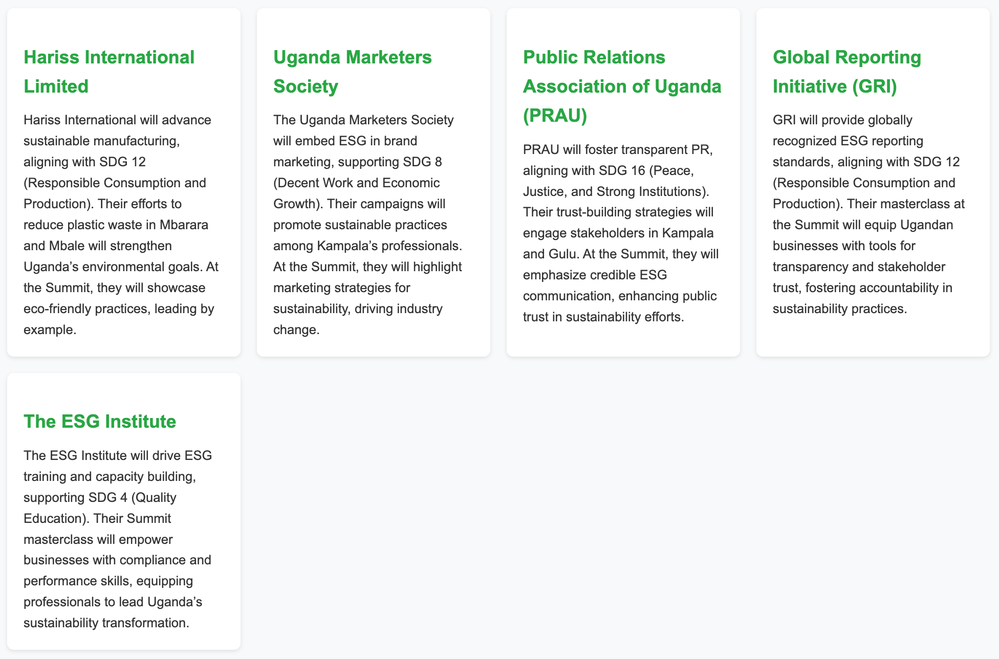 Hariss International
Limited
Hariss International will advance
sustainable manufacturing,
aligning with SDG 12
(Responsible Consumption and
Production). Their efforts to
reduce plastic waste in Mbarara
and Mbale will strengthen
Uganda’s environmental goals. At
the Summit, they will showcase
eco-friendly practices, leading by
example.
Uganda Marketers
Society
The Uganda Marketers Society
will embed ESG in brand
marketing, supporting SDG 8
(Decent Work and Economic
Growth). Their campaigns will
promote sustainable practices
among Kampala’s professionals.
At the Summit, they will highlight
marketing strategies for
sustainability, driving industry
change.
Public Relations
Association of Uganda
(PRAU)
PRAU will foster transparent PR,
aligning with SDG 16 (Peace,
Justice, and Strong Institutions).
Their trust-building strategies will
engage stakeholders in Kampala
and Gulu. At the Summit, they will
emphasize credible ESG
communication, enhancing public
trust in sustainability efforts.
Global Reporting
Initiative (GRI)
GRI will provide globally
recognized ESG reporting
standards, aligning with SDG 12
(Responsible Consumption and
Production). Their masterclass at
the Summit will equip Ugandan
businesses with tools for
transparency and stakeholder
trust, fostering accountability in
sustainability practices.
The ESG Institute
The ESG Institute will drive ESG
training and capacity building,
supporting SDG 4 (Quality
Education). Their Summit
masterclass will empower
businesses with compliance and
performance skills, equipping
professionals to lead Uganda’s
sustainability transformation.